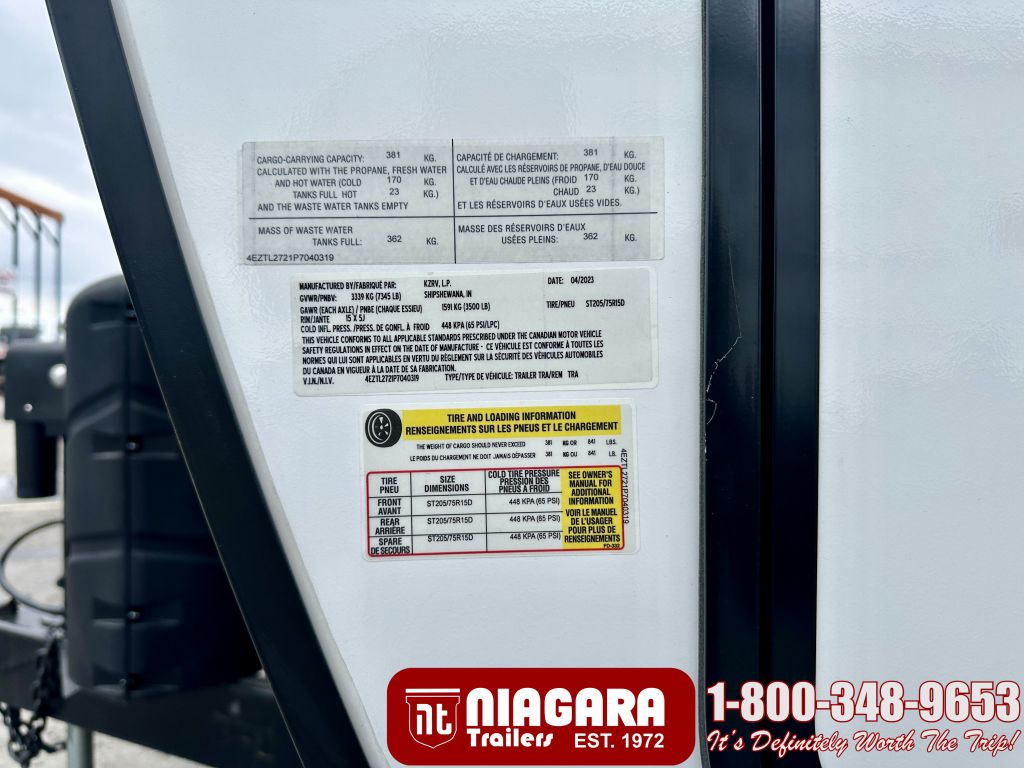 CARGO-CARRYING CAPACITY: 381 KG.
CALCULATED WITH THE PROPANE, FRESH WATER
AND HOT WATER (COLD 170 KG.
TANKS FULL HOT 23 KG.)
AND THE WASTE WATER TANKS EMPTY
MASS OF WASTE WATER
TANKS FULL: 362 KG.
4EZTL2721P7040319
CAPACITÉ DE CHARGEMENT: 381 KG.
CALCULÉ AVEC LES RÉSERVOIRS DE PROPANE, D'EAU DOUCE
ET D'EAU CHAUDE PLEINS (FROID 170 KG.
CHAUD 23 KG.)
ET LES RÉSERVOIRS D'EAUX USÉES VIDES.
MASSE DES RÉSERVOIRS D'EAUX
USÉES PLEINS: 362 KG.
MANUFACTURED BY/FABRIQUÉ PAR: KZRV, L.P. DATE: 04/2023
GVWR/PNBV: 3339 KG (7345 LB) SHIPSHEWANA, IN
GAWR (EACH AXLE) / PNBE (CHAQUE ESSIEU) 1591 KG (3500 LB) TIRE/PNEU ST205/75R15D
RIM/JANTE 15 X 5J
COLD INFL. PRESS. /PRESS. DE GONFL. À FROID 448 KPA (65 PSI/LPC)
THIS VEHICLE CONFORMS TO ALL APPLICABLE STANDARDS PRESCRIBED UNDER THE CANADIAN MOTOR VEHICLE
SAFETY REGULATIONS IN EFFECT ON THE DATE OF MANUFACTURE - CE VÉHICULE EST CONFORME À TOUTES LES
NORMES QUI LUI SONT APPLICABLES EN VERTU DU RÈGLEMENT SUR LA SÉCURITÉ DES VÉHICULES AUTOMOBILES
DU CANADA EN VIGUEUR À LA DATE DE SA FABRICATION.
V.I.N./N.I.V. 4EZTL2721P7040319 TYPE/TYPE DE VÉHICULE: TRAILER TRA/REM TRA
TIRE AND LOADING INFORMATION
RENSEIGNEMENTS SUR LES PNEUS ET LE CHARGEMENT
THE WEIGHT OF CARGO SHOULD NEVER EXCEED 381 KG OR 841 LBS.
LE POIDS DU CHARGEMENT NE DOIT JAMAIS DÉPASSER 381 KG OU 841 LB.
4EZTL2721P7040319
TIRE
PNEU
SIZE
DIMENSIONS
COLD TIRE PRESSURE
PRESSION DES
PNEUS A FROID
FRONT
AVANT
ST205/75R15D 448 KPA (65 PSI)
REAR
ARRIÈRE
ST205/75R15D 448 KPA (65 PSI)
SPARE
DE SECOURS
ST205/75R15D 448 KPA (65 PSI)
SEE OWNER'S
MANUAL FOR
ADDITIONAL
INFORMATION
VOIR LE MANUEL
DE L'USAGER
POUR PLUS DE
RENSEIGNEMENTS
PD-332
nt NIAGARA
Trailers EST. 1972
1-800-348-9653
It's Definitely Worth The Trip!